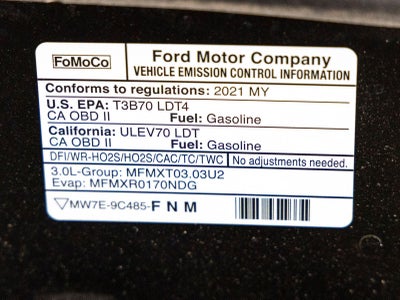 FoMoCo
Ford Motor Company
VEHICLE EMISSION CONTROL INFORMATION
Conforms to regulations: 2021 MY
U.S. EPA: T3B70 LDT4
CA OBD II Fuel: Gasoline
California: ULEV70 LDT
CA OBD II Fuel: Gasoline
DFI/WR-HO2S/HO2S/CAC/TC/TWC No adjustments needed.
3.0L-Group: MFMXT03.03U2
Evap: MFMXR0170NDG
MW7E-9C485-F N M